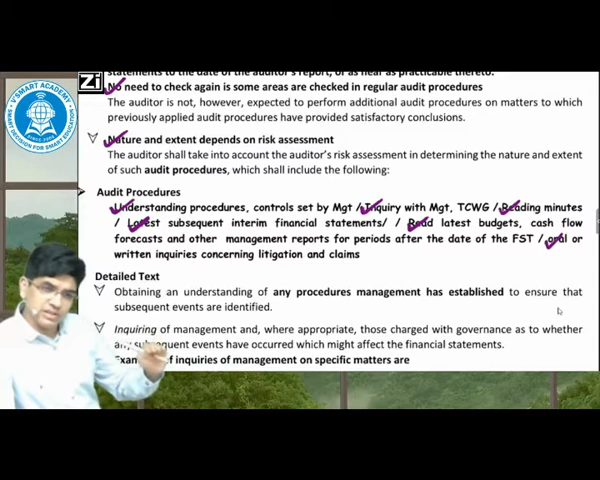 V'SMART ACADEMY
SMART DECISION FOR SMART EDUCATION
SINCE 2005
Zi
statements to the date of the auditor's report, or as near as practicable thereto.
No need to check again is some areas are checked in regular audit procedures
The auditor is not, however, expected to perform additional audit procedures on matters to which
previously applied audit procedures have provided satisfactory conclusions.
Nature and extent depends on risk assessment
The auditor shall take into account the auditor's risk assessment in determining the nature and extent
of such audit procedures, which shall include the following:
Audit Procedures
Understanding procedures, controls set by Mgt / Inquiry with Mgt, TCWG / Reading minutes
/ subsequent interim financial statements/ / Read latest budgets, cash flow
forecasts and other management reports for periods after the date of the FST / oral or
written inquiries concerning litigation and claims
Detailed Text
Obtaining an understanding of any procedures management has established to ensure that
subsequent events are identified.
Inquiring of management and, where appropriate, those charged with governance as to whether
any subsequent events have occurred which might affect the financial statements.
of inquiries of management on specific matters are